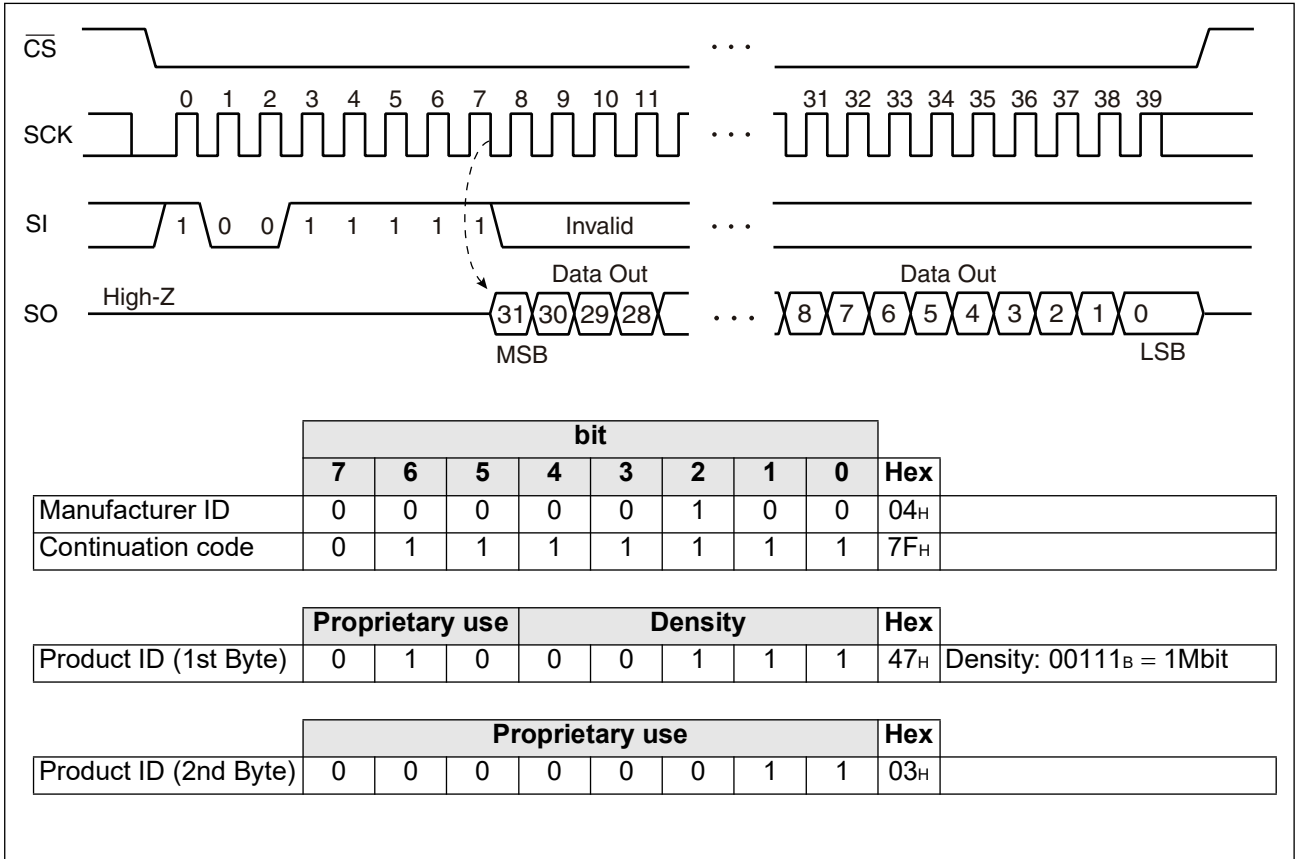 CS
· · ·
0 1 2 3 4 5 6 7 8 9 10 11 31 32 33 34 35 36 37 38 39
SCK · · ·
SI 1 0 0 1 1 1 1 1 Invalid · · ·
Data Out Data Out
High-Z
SO 31 30 29 28 · · · 8 7 6 5 4 3 2 1 0
MSB LSB
bit
7 6 5 4 3 2 1 0 Hex
Manufacturer ID 0 0 0 0 0 1 0 0 04H
Continuation code 0 1 1 1 1 1 1 1 7FH
Proprietary use Density Hex
Product ID (1st Byte) 0 1 0 0 0 1 1 1 47H Density: 00111B = 1Mbit
Proprietary use Hex
Product ID (2nd Byte) 0 0 0 0 0 0 1 1 03H